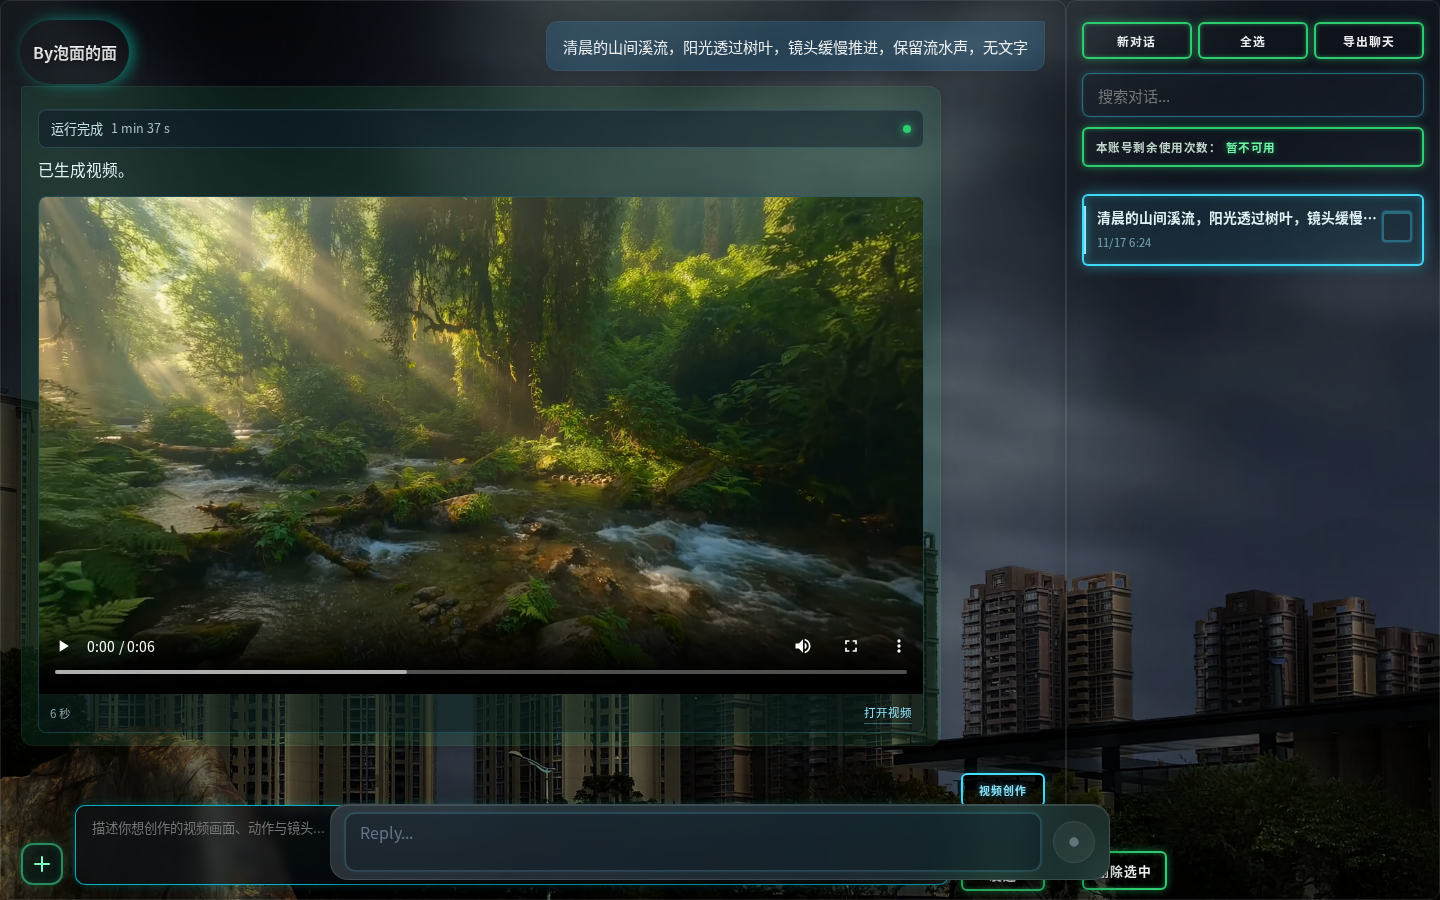 By泡面的面
清晨的山间溪流，阳光透过树叶，镜头缓慢推进，保留流水声，无文字
运行完成 1 min 37 s
已生成视频。
0:00 / 0:06
6 秒
打开视频
视频创作
描述你想创作的视频画面、动作与镜头...
Reply...
新对话
全选
导出聊天
搜索对话...
本账号剩余使用次数： 暂不可用
清晨的山间溪流，阳光透过树叶，镜头缓慢…
11/17 6:24
除选中